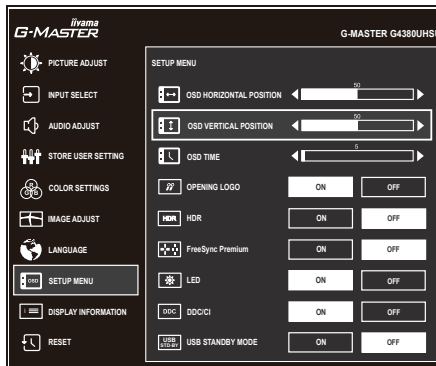 iiyama
G-MASTER
G-MASTER G4380UHSU
PICTURE ADJUST
INPUT SELECT
AUDIO ADJUST
STORE USER SETTING
R
G B
COLOR SETTINGS
IMAGE ADJUST
LANGUAGE
OSD
SETUP MENU
DISPLAY INFORMATION
RESET
SETUP MENU
50
OSD HORIZONTAL POSITION
50
OSD VERTICAL POSITION
5
OSD TIME
OPENING LOGO ON OFF
HDR HDR ON OFF
FreeSync Premium ON OFF
LED ON OFF
DDC DDC/CI ON OFF
USB
STD-BY
USB STANDBY MODE ON OFF